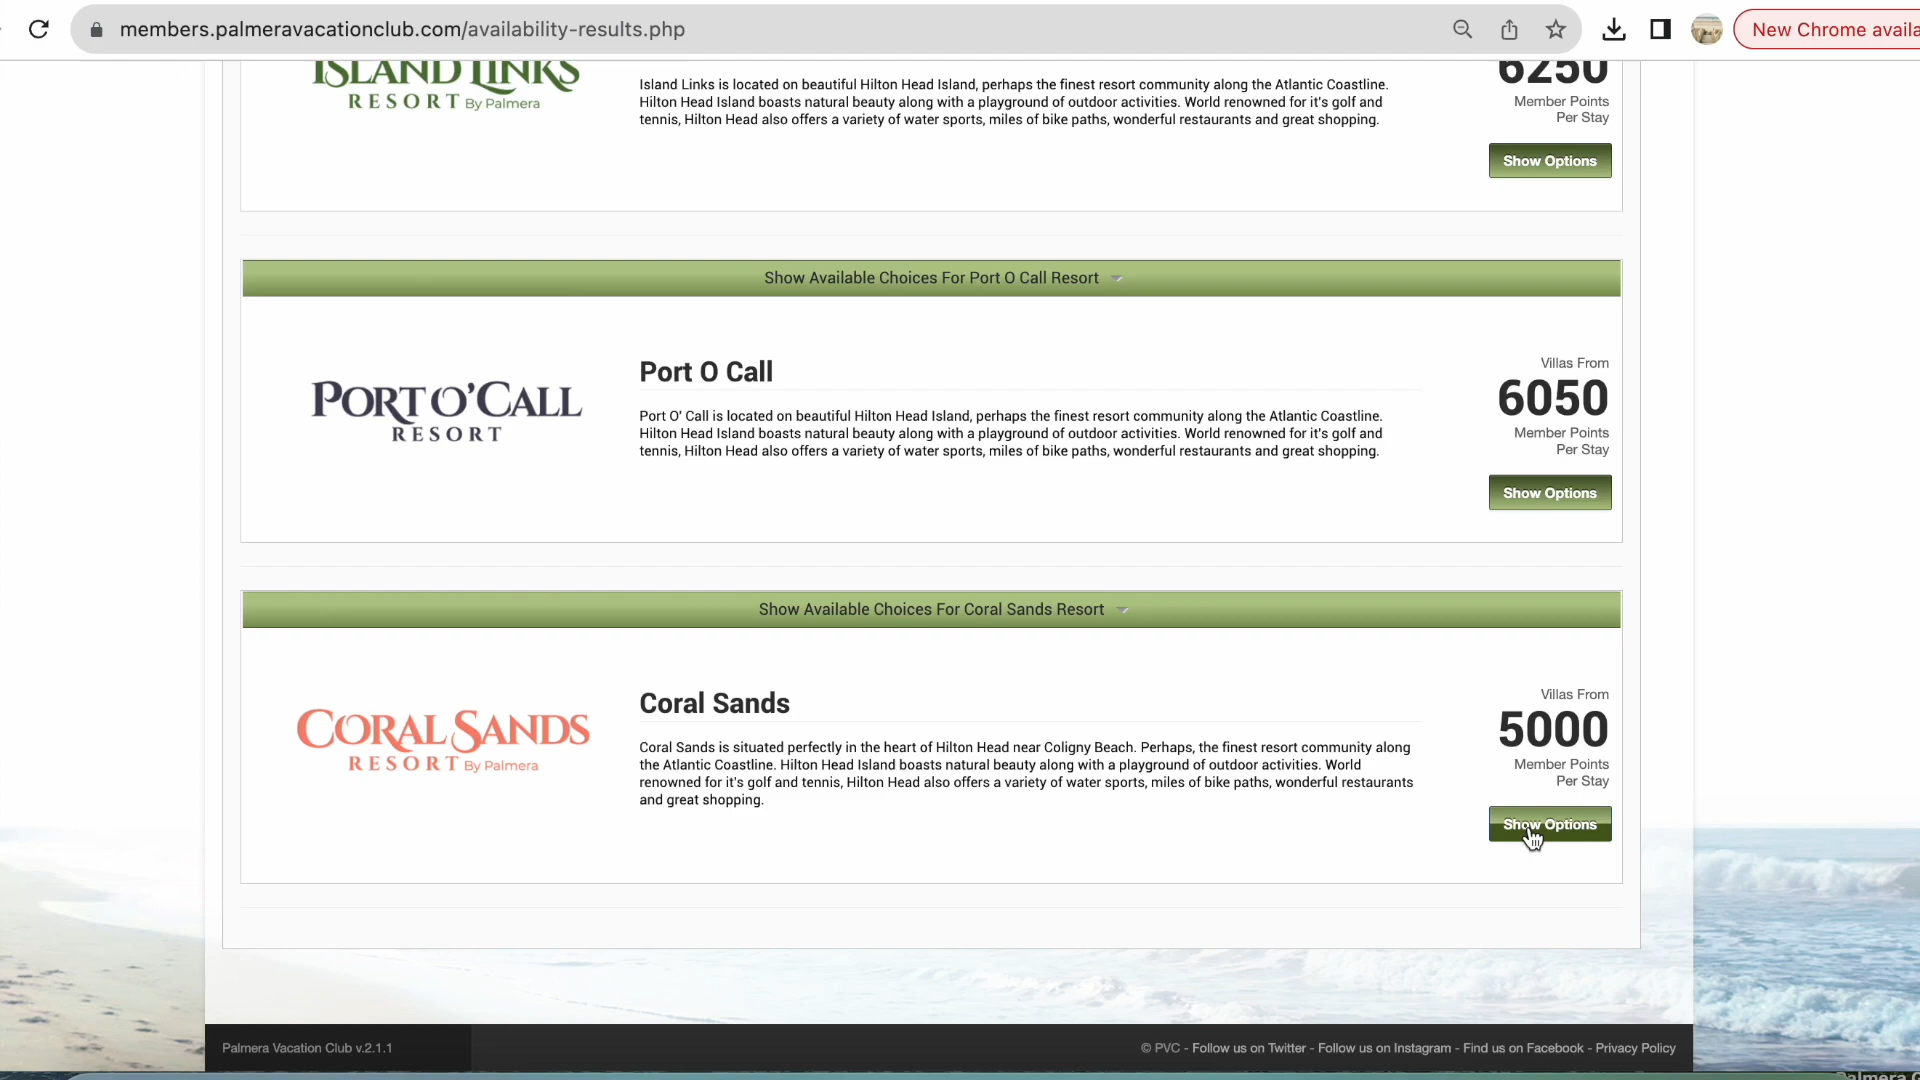 members.palmeravacationclub.com/availability-results.php
New Chrome availa
ISLAND LINKS
RESORT By Palmera
Island Links is located on beautiful Hilton Head Island, perhaps the finest resort community along the Atlantic Coastline.
Hilton Head Island boasts natural beauty along with a playground of outdoor activities. World renowned for it's golf and
tennis, Hilton Head also offers a variety of water sports, miles of bike paths, wonderful restaurants and great shopping.
6250
Member Points
Per Stay
Show Options
Show Available Choices For Port O Call Resort
PORT O'CALL
RESORT
Port O Call
Port O' Call is located on beautiful Hilton Head Island, perhaps the finest resort community along the Atlantic Coastline.
Hilton Head Island boasts natural beauty along with a playground of outdoor activities. World renowned for it's golf and
tennis, Hilton Head also offers a variety of water sports, miles of bike paths, wonderful restaurants and great shopping.
Villas From
6050
Member Points
Per Stay
Show Options
Show Available Choices For Coral Sands Resort
CORAL SANDS
RESORT By Palmera
Coral Sands
Coral Sands is situated perfectly in the heart of Hilton Head near Coligny Beach. Perhaps, the finest resort community along
the Atlantic Coastline. Hilton Head Island boasts natural beauty along with a playground of outdoor activities. World
renowned for it's golf and tennis, Hilton Head also offers a variety of water sports, miles of bike paths, wonderful restaurants
and great shopping.
Villas From
5000
Member Points
Per Stay
Show Options
Palmera Vacation Club v.2.1.1
© PVC - Follow us on Twitter - Follow us on Instagram - Find us on Facebook - Privacy Policy